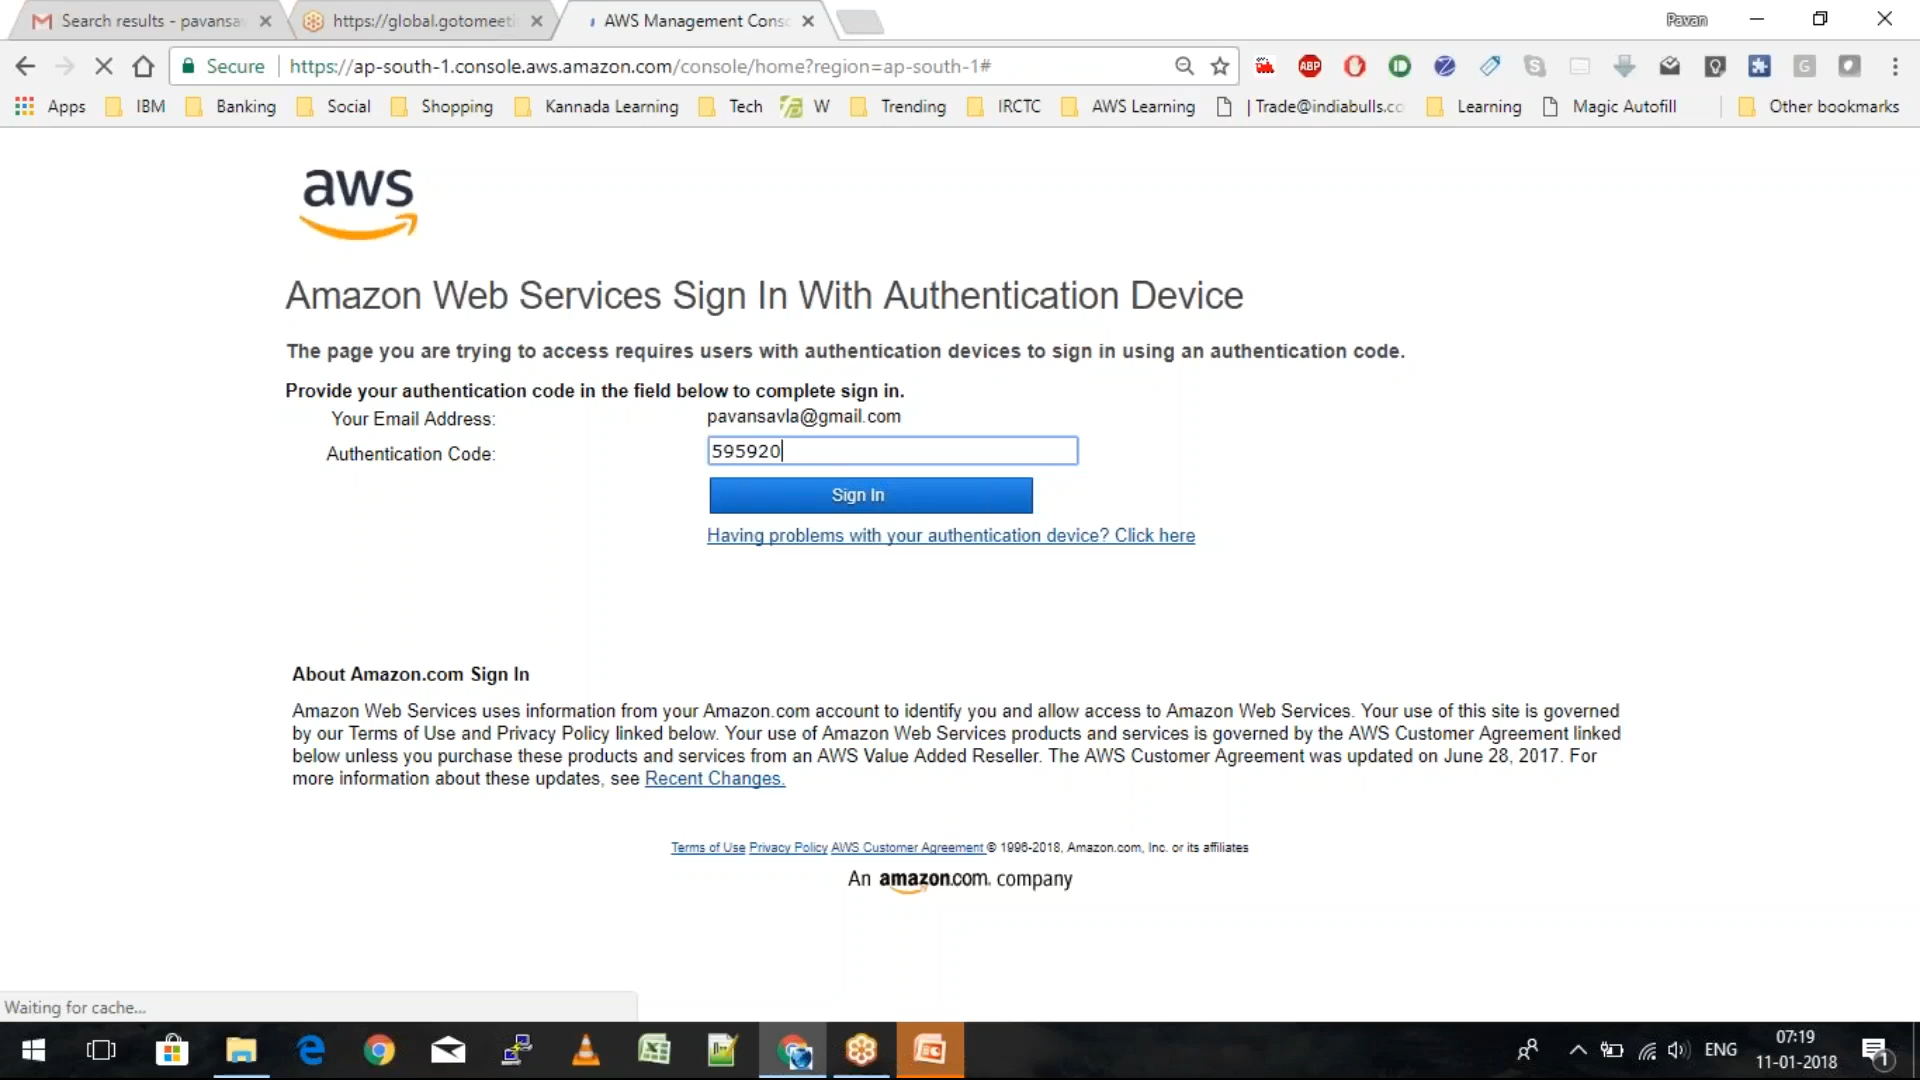 Search results - pavansav
https://global.gotomeeti
AWS Management Conso
Pavan
Secure
https://ap-south-1.console.aws.amazon.com/console/home?region=ap-south-1#
ABP
Apps
IBM
Banking
Social
Shopping
Kannada Learning
Tech
W
Trending
IRCTC
AWS Learning
| Trade@indiabulls.co
Learning
Magic Autofill
Other bookmarks
aws
Amazon Web Services Sign In With Authentication Device
The page you are trying to access requires users with authentication devices to sign in using an authentication code.
Provide your authentication code in the field below to complete sign in.
Your Email Address: pavansavla@gmail.com
Authentication Code: 595920
Sign In
Having problems with your authentication device? Click here
About Amazon.com Sign In
Amazon Web Services uses information from your Amazon.com account to identify you and allow access to Amazon Web Services. Your use of this site is governed
by our Terms of Use and Privacy Policy linked below. Your use of Amazon Web Services products and services is governed by the AWS Customer Agreement linked
below unless you purchase these products and services from an AWS Value Added Reseller. The AWS Customer Agreement was updated on June 28, 2017. For
more information about these updates, see Recent Changes.
Terms of Use Privacy Policy AWS Customer Agreement © 1996-2018, Amazon.com, Inc. or its affiliates
An amazon.com. company
Waiting for cache...
ENG
07:19
11-01-2018
1